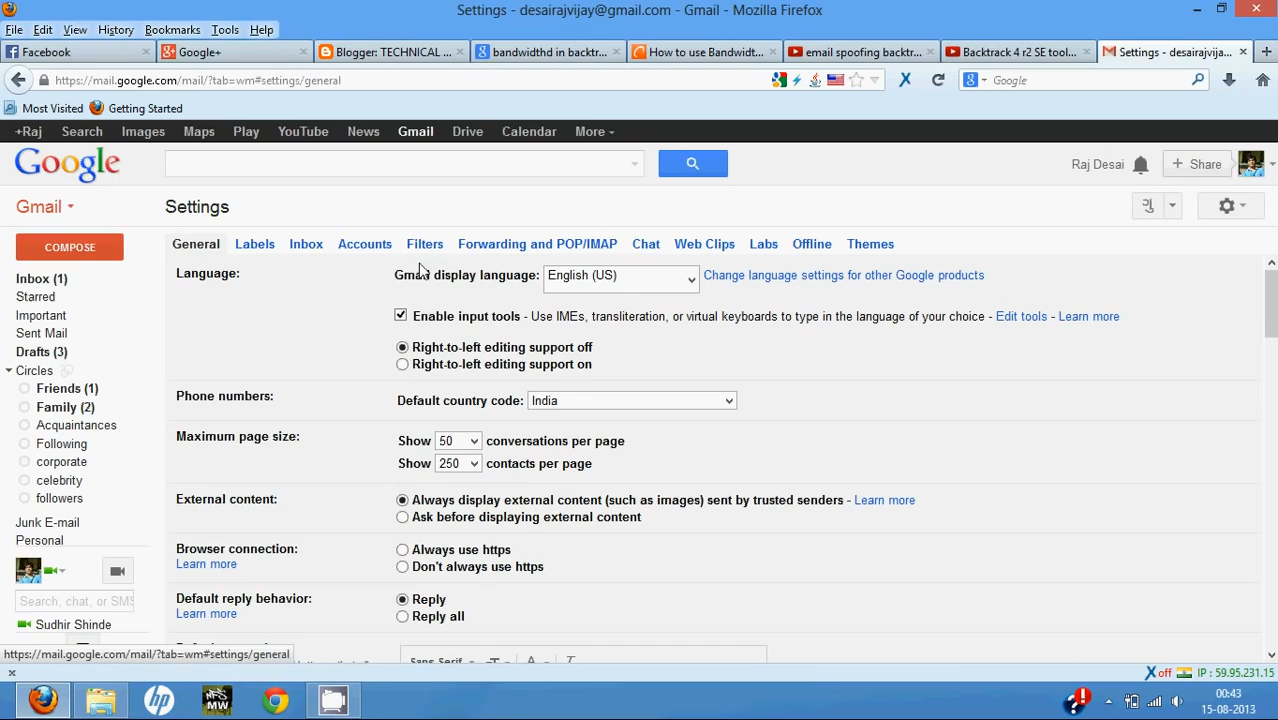 Settings - desairajvijay@gmail.com - Gmail - Mozilla Firefox
File Edit View History Bookmarks Tools Help
Facebook × Google+ × Blogger: TECHNICAL ... × bandwidthd in backtr... × How to use Bandwidt... × email spoofing backtr... × Backtrack 4 r2 SE tool... × Settings - desairajvija... ×
https://mail.google.com/mail/?tab=wm#settings/general Google
Most Visited Getting Started
+Raj Search Images Maps Play YouTube News Gmail Drive Calendar More
Google Raj Desai + Share
Gmail Settings
COMPOSE General Labels Inbox Accounts Filters Forwarding and POP/IMAP Chat Web Clips Labs Offline Themes
Inbox (1)
Starred
Important
Sent Mail
Drafts (3)
Circles
Friends (1)
Family (2)
Acquaintances
Following
corporate
celebrity
followers
Junk E-mail
Personal
Search, chat, or SMS
Sudhir Shinde
Language: Gmail display language: English (US) Change language settings for other Google products
Enable input tools - Use IMEs, transliteration, or virtual keyboards to type in the language of your choice - Edit tools - Learn more
Right-to-left editing support off
Right-to-left editing support on
Phone numbers: Default country code: India
Maximum page size: Show 50 conversations per page
Show 250 contacts per page
External content: Always display external content (such as images) sent by trusted senders - Learn more
Ask before displaying external content
Browser connection: Always use https
Learn more Don't always use https
Default reply behavior: Reply
Learn more Reply all
Sans Serif
https://mail.google.com/mail/?tab=wm#settings/general
× X off IP : 59.95.231.15
hp NFS MW 00:43
15-08-2013